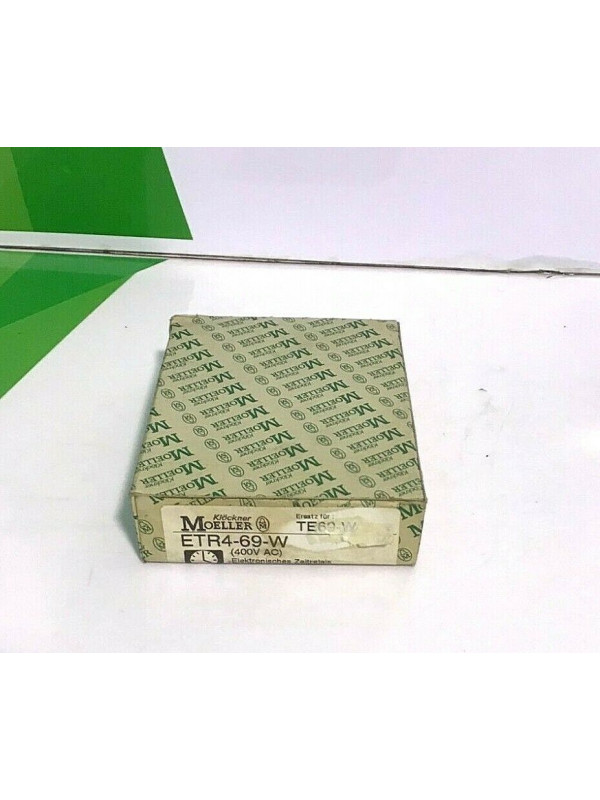 Klöckner
MOELLER
Ersatz für:
TE69-W
ETR4-69-W
(400V AC)
Elektronisches Zeitrelais